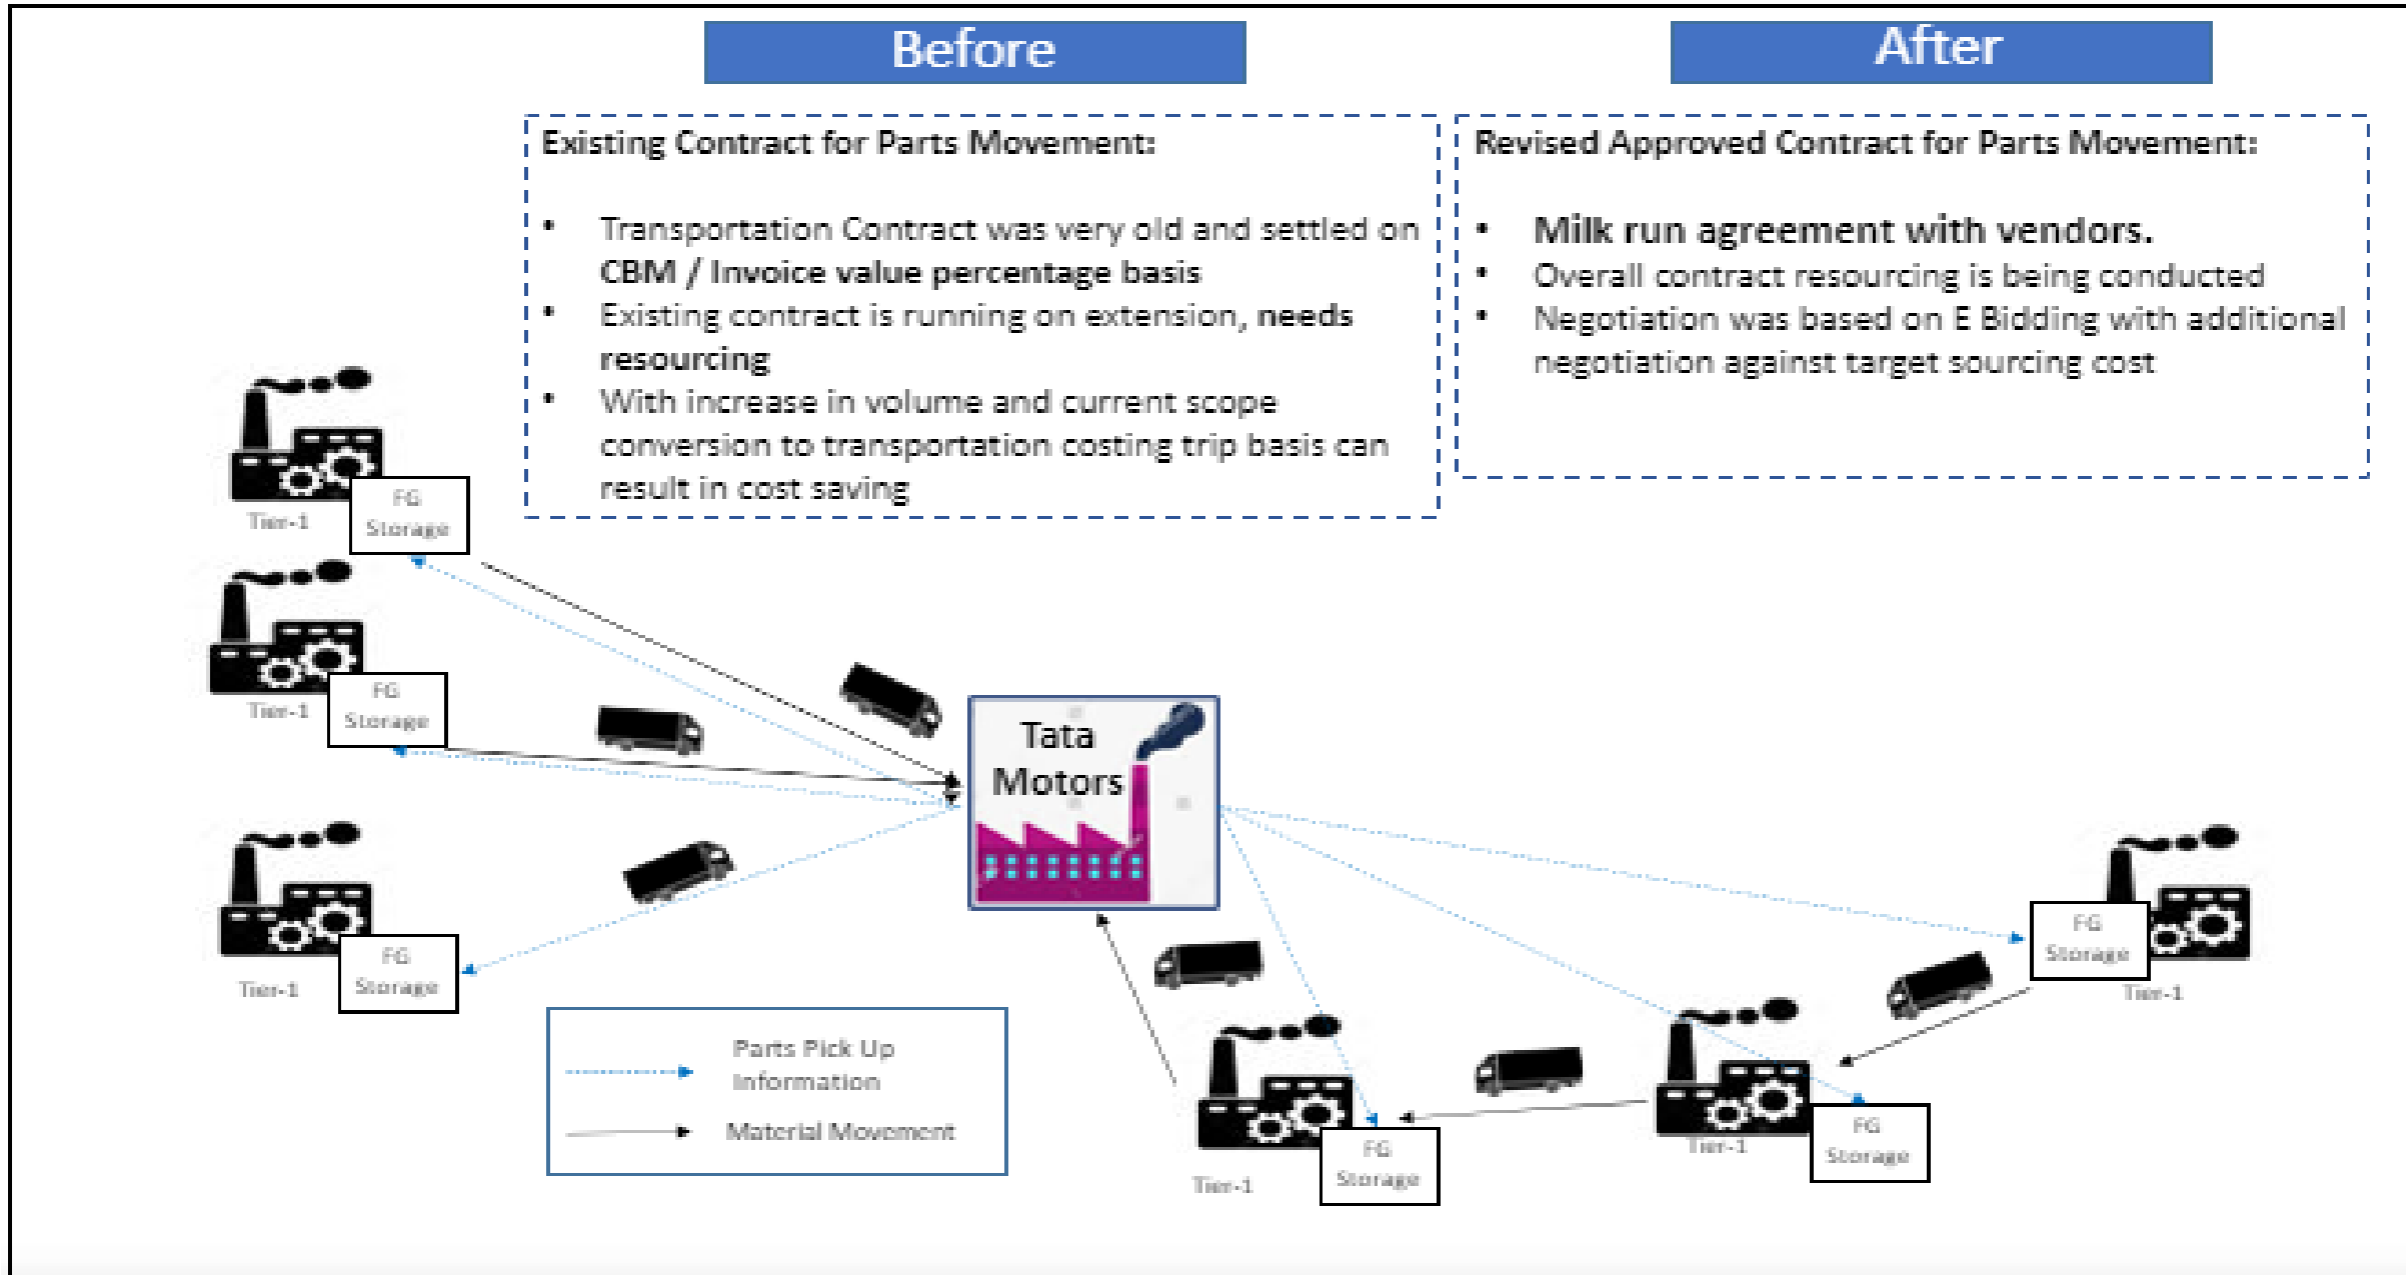 Before
After
Existing Contract for Parts Movement:
• Transportation Contract was very old and settled on
CBM / Invoice value percentage basis
• Existing contract is running on extension, needs
resourcing
• With increase in volume and current scope
conversion to transportation costing trip basis can
result in cost saving
Revised Approved Contract for Parts Movement:
• Milk run agreement with vendors.
• Overall contract resourcing is being conducted
• Negotiation was based on E Bidding with additional
negotiation against target sourcing cost
FG
Storage
Tier-1
FG
Storage
Tier-1
FG
Storage
Tier-1
Tata
Motors
Parts Pick Up
Information
Material Movement
FG
Storage
Tier-1
FG
Storage
Tier-1
FG
Storage
Tier-1